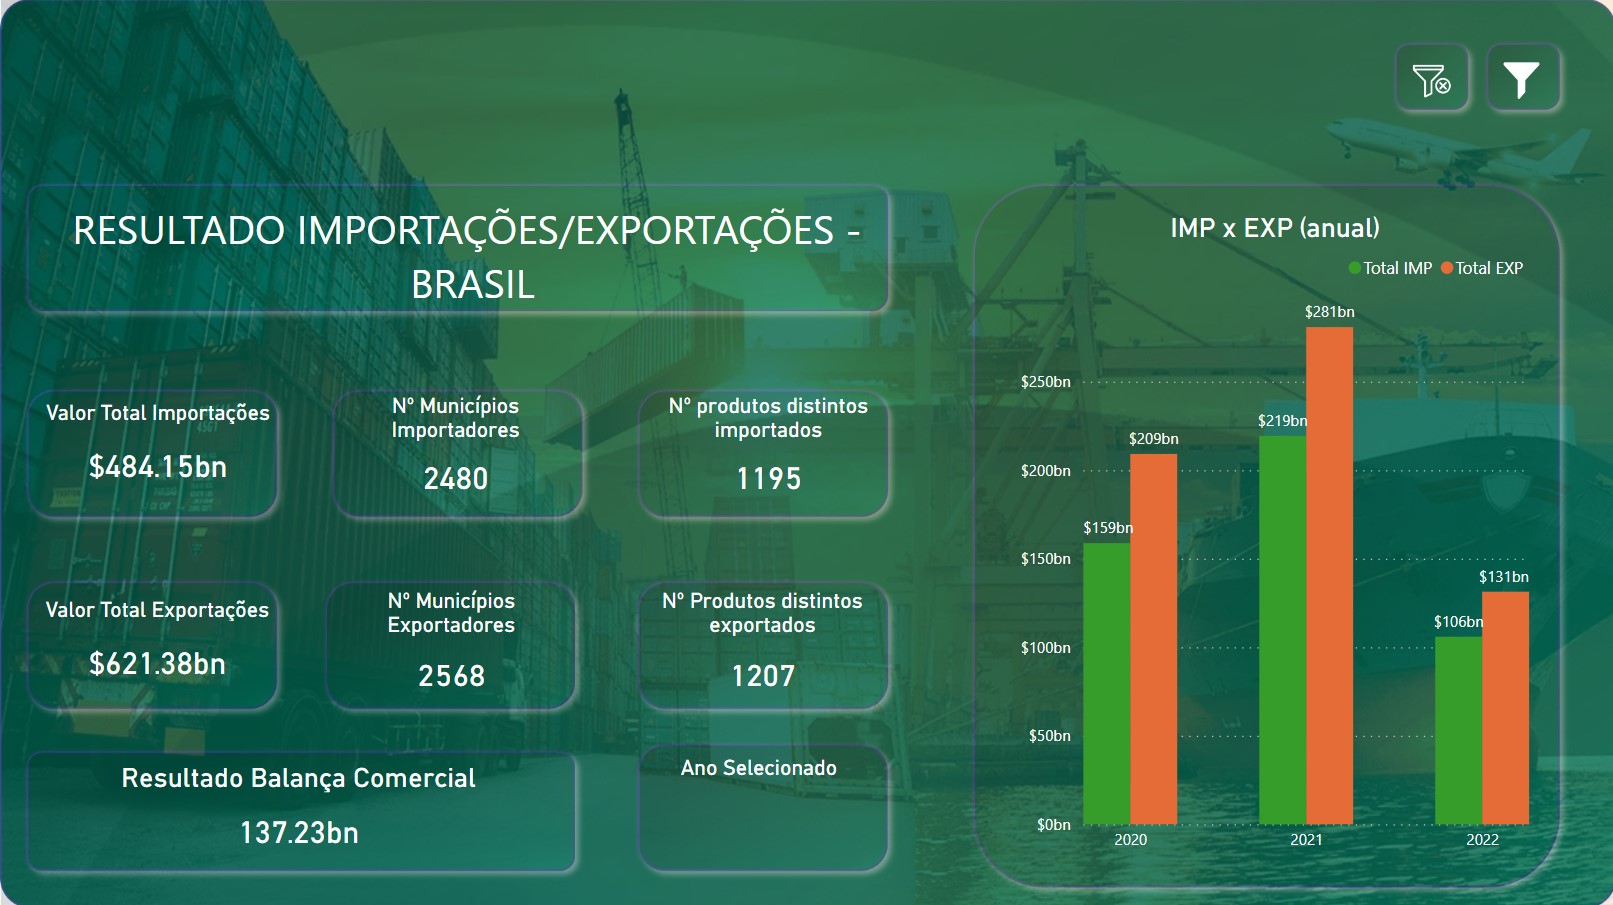 RESULTADO IMPORTAÇÕES/EXPORTAÇÕES -
BRASIL
Valor Total Importações
$484.15bn
Nº Municípios
Importadores
2480
Nº produtos distintos
importados
1195
Valor Total Exportações
$621.38bn
Nº Municípios
Exportadores
2568
Nº Produtos distintos
exportados
1207
Resultado Balança Comercial
137.23bn
Ano Selecionado
IMP x EXP (anual)
Total IMP Total EXP
$281bn
$250bn
$219bn
$209bn
$200bn
$159bn
$150bn
$131bn
$106bn
$100bn
$50bn
$0bn
2020 2021 2022
45G1